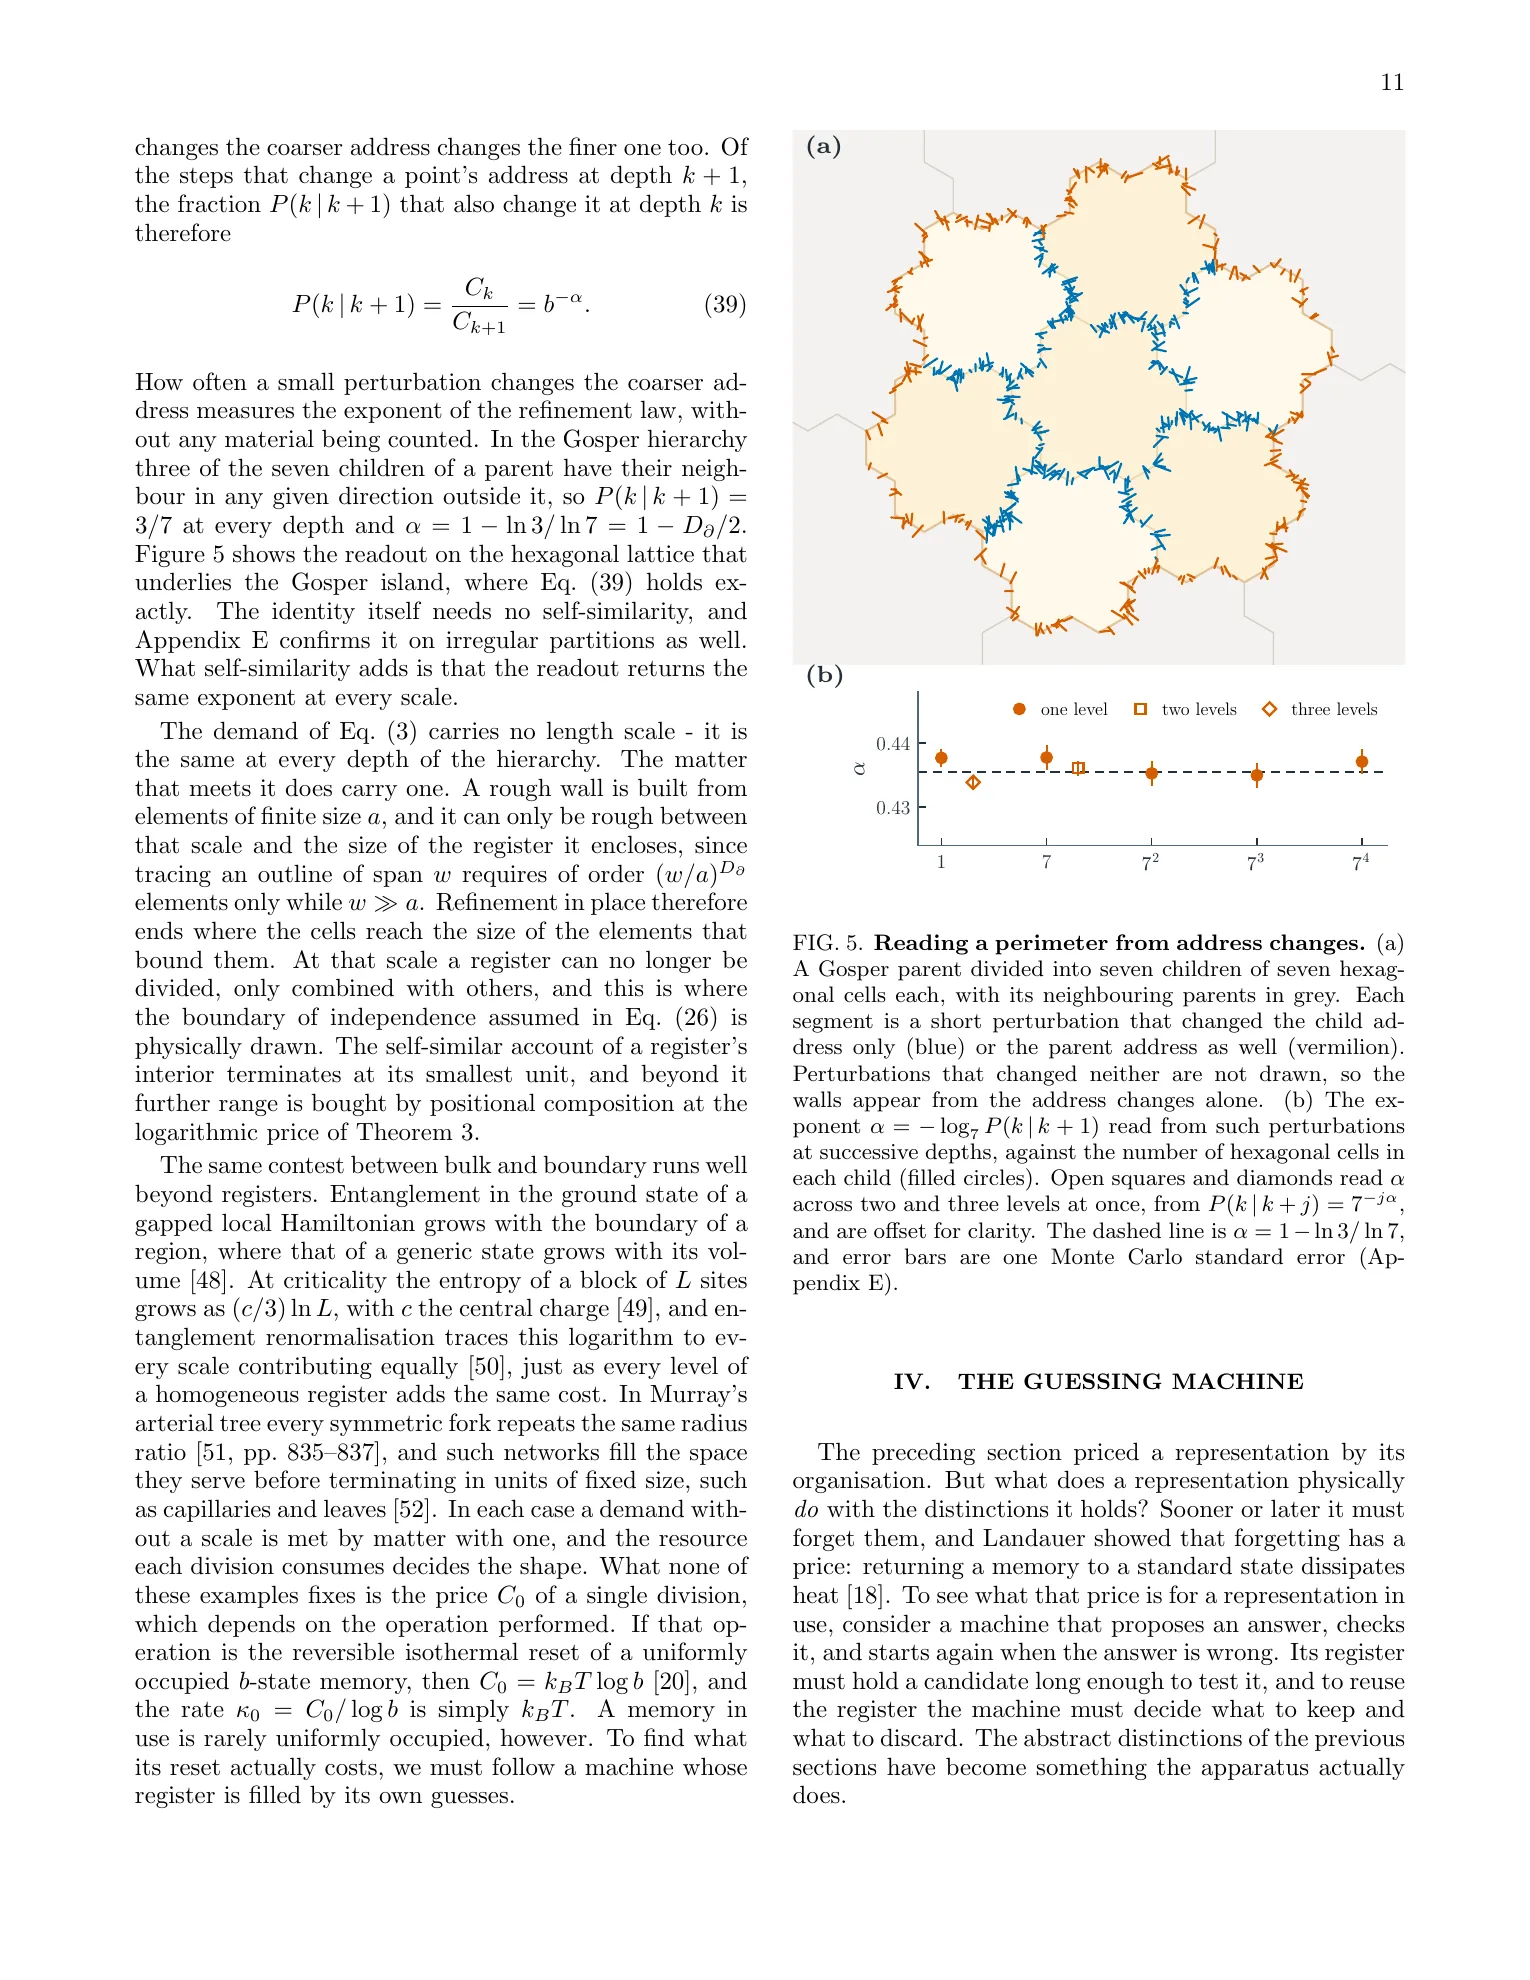 11
changes the coarser address changes the finer one too. Of
the steps that change a point's address at depth k + 1,
the fraction P(k | k + 1) that also change it at depth k is
therefore
P(k | k + 1) = C_k / C_{k+1} = b^{−α}. (39)
How often a small perturbation changes the coarser ad-
dress measures the exponent of the refinement law, with-
out any material being counted. In the Gosper hierarchy
three of the seven children of a parent have their neigh-
bour in any given direction outside it, so P(k | k + 1) =
3/7 at every depth and α = 1 − ln 3/ ln 7 = 1 − D_∂/2.
Figure 5 shows the readout on the hexagonal lattice that
underlies the Gosper island, where Eq. (39) holds ex-
actly. The identity itself needs no self-similarity, and
Appendix E confirms it on irregular partitions as well.
What self-similarity adds is that the readout returns the
same exponent at every scale.
The demand of Eq. (3) carries no length scale - it is
the same at every depth of the hierarchy. The matter
that meets it does carry one. A rough wall is built from
elements of finite size a, and it can only be rough between
that scale and the size of the register it encloses, since
tracing an outline of span w requires of order (w/a)^{D_∂}
elements only while w ≫ a. Refinement in place therefore
ends where the cells reach the size of the elements that
bound them. At that scale a register can no longer be
divided, only combined with others, and this is where
the boundary of independence assumed in Eq. (26) is
physically drawn. The self-similar account of a register's
interior terminates at its smallest unit, and beyond it
further range is bought by positional composition at the
logarithmic price of Theorem 3.
The same contest between bulk and boundary runs well
beyond registers. Entanglement in the ground state of a
gapped local Hamiltonian grows with the boundary of a
region, where that of a generic state grows with its vol-
ume [48]. At criticality the entropy of a block of L sites
grows as (c/3) ln L, with c the central charge [49], and en-
tanglement renormalisation traces this logarithm to ev-
ery scale contributing equally [50], just as every level of
a homogeneous register adds the same cost. In Murray's
arterial tree every symmetric fork repeats the same radius
ratio [51, pp. 835–837], and such networks fill the space
they serve before terminating in units of fixed size, such
as capillaries and leaves [52]. In each case a demand with-
out a scale is met by matter with one, and the resource
each division consumes decides the shape. What none of
these examples fixes is the price C_0 of a single division,
which depends on the operation performed. If that op-
eration is the reversible isothermal reset of a uniformly
occupied b-state memory, then C_0 = k_BT log b [20], and
the rate κ_0 = C_0/ log b is simply k_BT. A memory in
use is rarely uniformly occupied, however. To find what
its reset actually costs, we must follow a machine whose
register is filled by its own guesses.
(a)
(b)
one level two levels three levels
0.44
α
0.43
1 7 7² 7³ 7⁴
FIG. 5. Reading a perimeter from address changes. (a)
A Gosper parent divided into seven children of seven hexag-
onal cells each, with its neighbouring parents in grey. Each
segment is a short perturbation that changed the child ad-
dress only (blue) or the parent address as well (vermilion).
Perturbations that changed neither are not drawn, so the
walls appear from the address changes alone. (b) The ex-
ponent α = − log₇ P(k | k + 1) read from such perturbations
at successive depths, against the number of hexagonal cells in
each child (filled circles). Open squares and diamonds read α
across two and three levels at once, from P(k | k + j) = 7^{−jα},
and are offset for clarity. The dashed line is α = 1 − ln 3/ ln 7,
and error bars are one Monte Carlo standard error (Ap-
pendix E).
IV. THE GUESSING MACHINE
The preceding section priced a representation by its
organisation. But what does a representation physically
do with the distinctions it holds? Sooner or later it must
forget them, and Landauer showed that forgetting has a
price: returning a memory to a standard state dissipates
heat [18]. To see what that price is for a representation in
use, consider a machine that proposes an answer, checks
it, and starts again when the answer is wrong. Its register
must hold a candidate long enough to test it, and to reuse
the register the machine must decide what to keep and
what to discard. The abstract distinctions of the previous
sections have become something the apparatus actually
does.